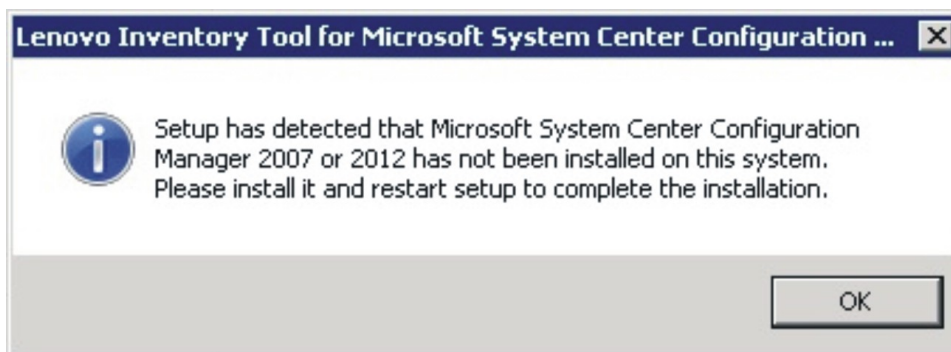 Lenovo Inventory Tool for Microsoft System Center Configuration ...
Setup has detected that Microsoft System Center Configuration
Manager 2007 or 2012 has not been installed on this system.
Please install it and restart setup to complete the installation.
OK